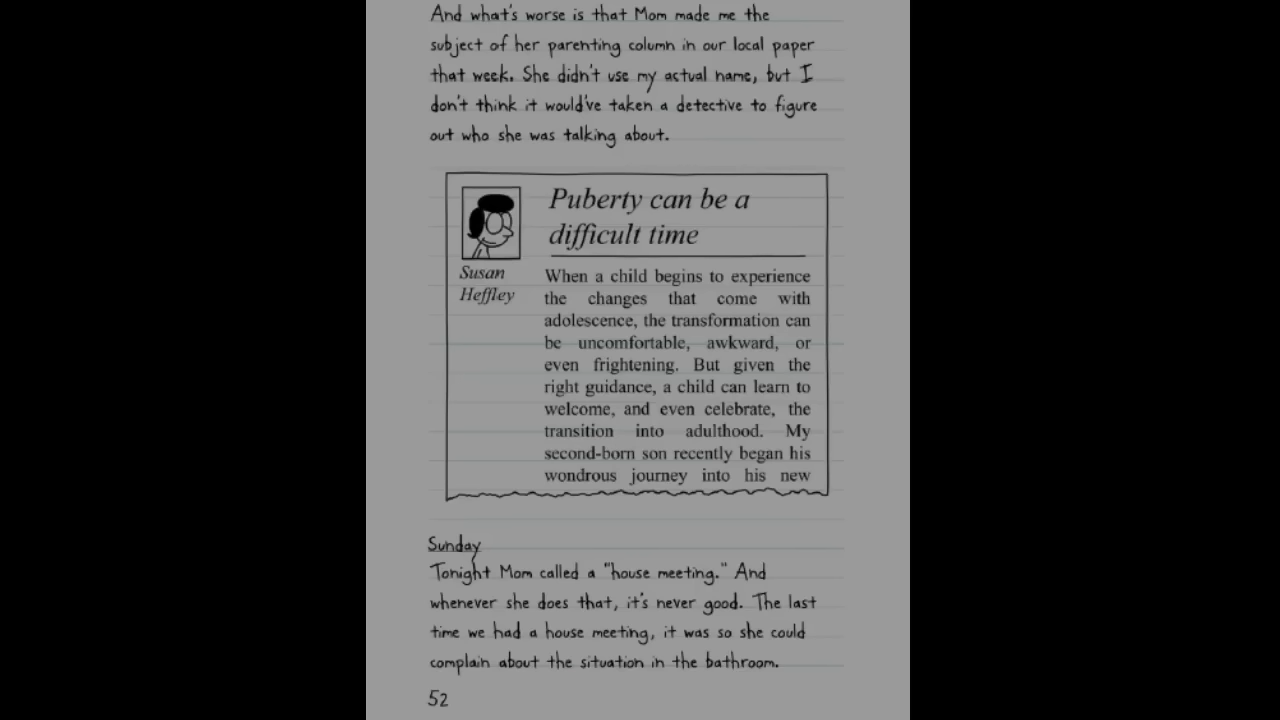 And what's worse is that Mom made me the
subject of her parenting column in our local paper
that week. She didn't use my actual name, but I
don't think it would've taken a detective to figure
out who she was talking about.
Puberty can be a
difficult time
Susan
Heffley
When a child begins to experience
the changes that come with
adolescence, the transformation can
be uncomfortable, awkward, or
even frightening. But given the
right guidance, a child can learn to
welcome, and even celebrate, the
transition into adulthood. My
second-born son recently began his
wondrous journey into his new
Sunday
Tonight Mom called a "house meeting." And
whenever she does that, it's never good. The last
time we had a house meeting, it was so she could
complain about the situation in the bathroom.
52